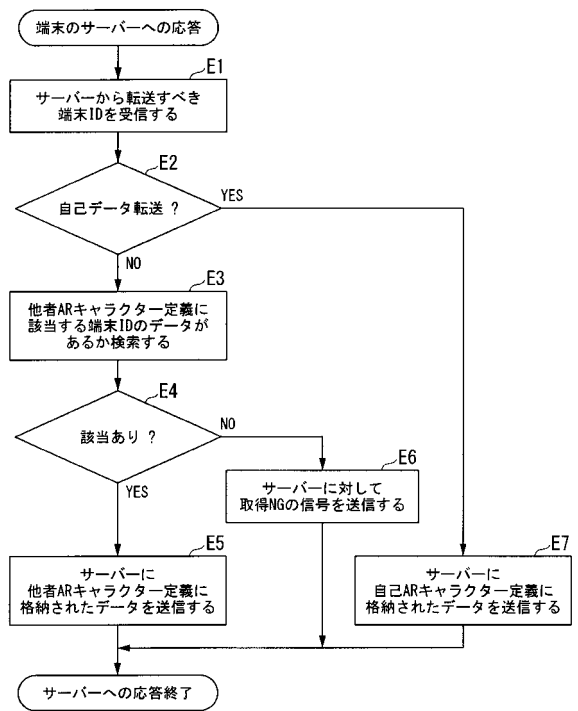 端末のサーバーへの応答
E1
サーバーから転送すべき
端末IDを受信する
E2
自己データ転送 ?
YES
NO
E3
他者ARキャラクター定義に
該当する端末IDのデータが
あるか検索する
E4
該当あり ?
NO
YES
E6
サーバーに対して
取得NGの信号を送信する
E5
サーバーに
他者ARキャラクター定義に
格納されたデータを送信する
E7
サーバーに
自己ARキャラクター定義に
格納されたデータを送信する
サーバーへの応答終了